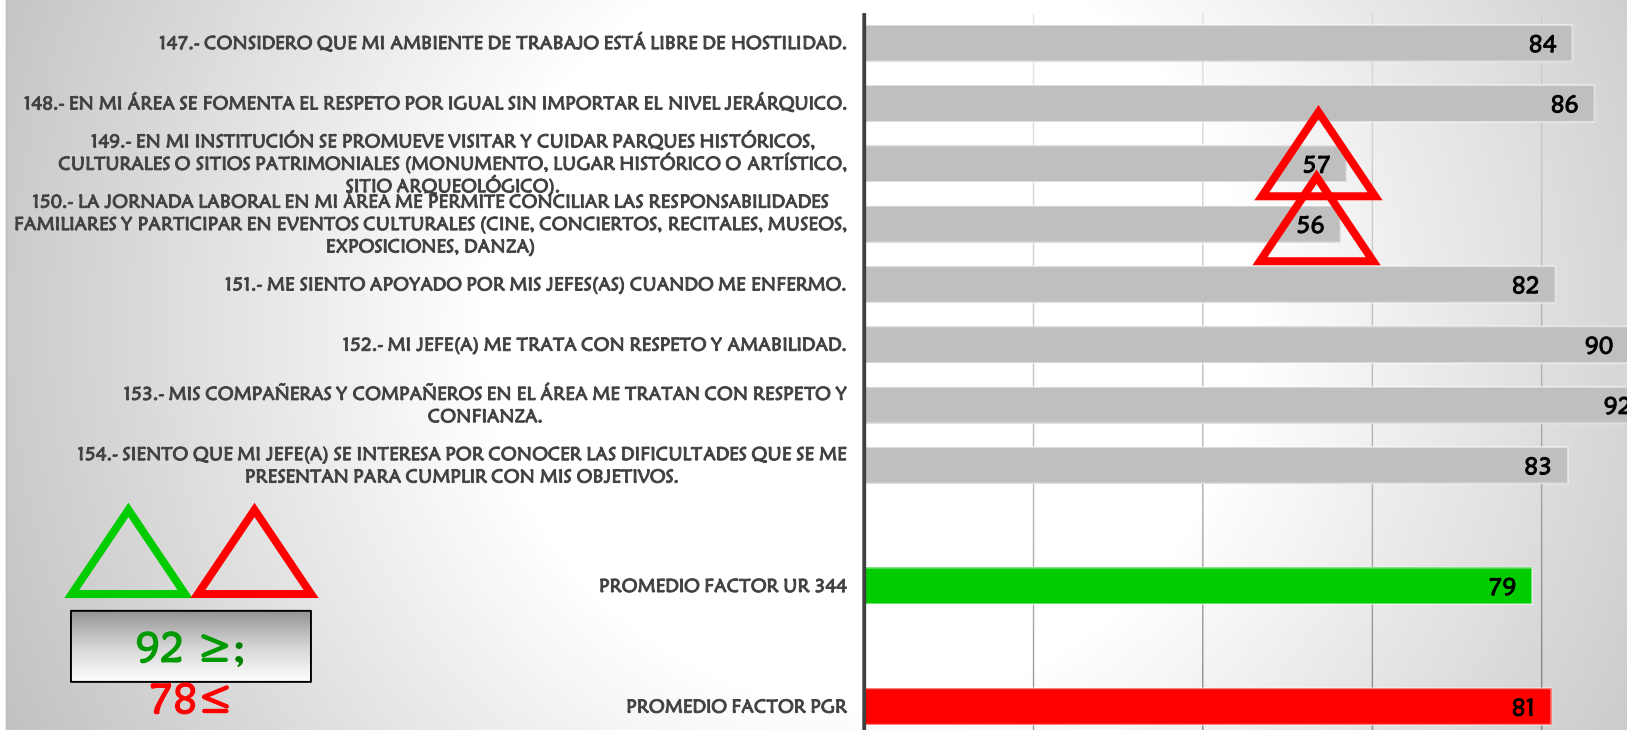 147.- CONSIDERO QUE MI AMBIENTE DE TRABAJO ESTÁ LIBRE DE HOSTILIDAD.
84
148.- EN MI ÁREA SE FOMENTA EL RESPETO POR IGUAL SIN IMPORTAR EL NIVEL JERÁRQUICO.
86
149.- EN MI INSTITUCIÓN SE PROMUEVE VISITAR Y CUIDAR PARQUES HISTÓRICOS,
CULTURALES O SITIOS PATRIMONIALES (MONUMENTO, LUGAR HISTÓRICO O ARTÍSTICO,
SITIO ARQUEOLÓGICO).
57
150.- LA JORNADA LABORAL EN MI ÁREA ME PERMITE CONCILIAR LAS RESPONSABILIDADES
FAMILIARES Y PARTICIPAR EN EVENTOS CULTURALES (CINE, CONCIERTOS, RECITALES, MUSEOS,
EXPOSICIONES, DANZA)
56
151.- ME SIENTO APOYADO POR MIS JEFES(AS) CUANDO ME ENFERMO.
82
152.- MI JEFE(A) ME TRATA CON RESPETO Y AMABILIDAD.
90
153.- MIS COMPAÑERAS Y COMPAÑEROS EN EL ÁREA ME TRATAN CON RESPETO Y
CONFIANZA.
92
154.- SIENTO QUE MI JEFE(A) SE INTERESA POR CONOCER LAS DIFICULTADES QUE SE ME
PRESENTAN PARA CUMPLIR CON MIS OBJETIVOS.
83
PROMEDIO FACTOR UR 344
79
92 ≥;
78≤
PROMEDIO FACTOR PGR
81